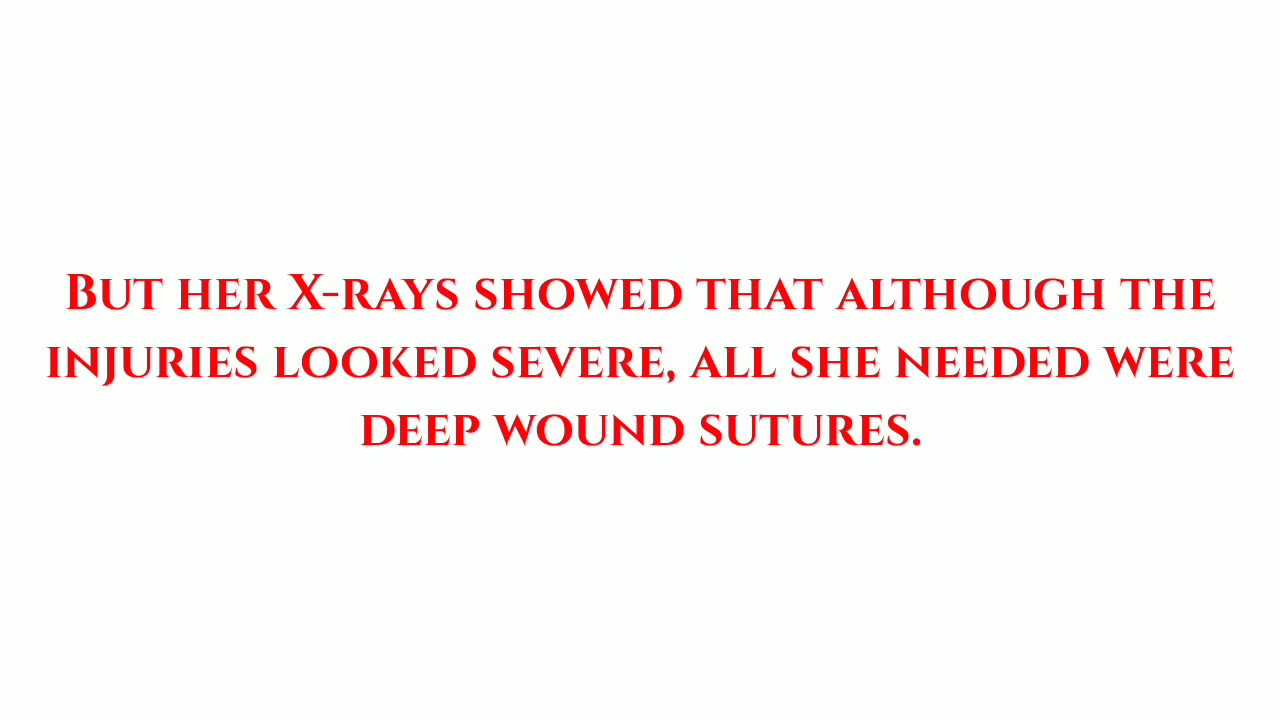 But her X-rays showed that although the
injuries looked severe, all she needed were
deep wound sutures.